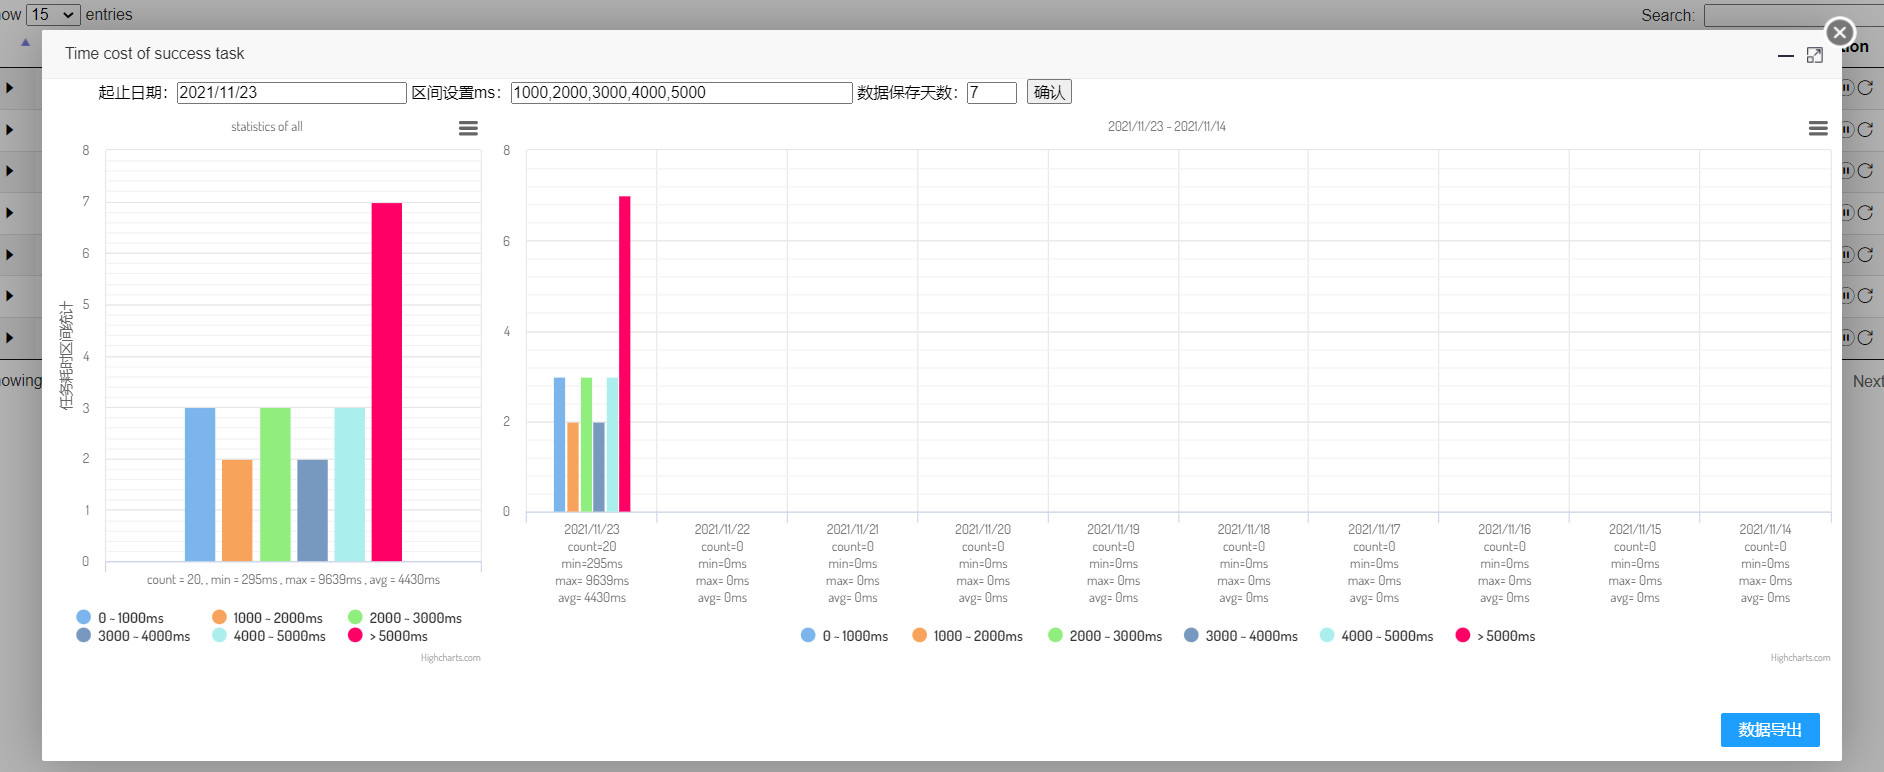 ow 15 entries
Search:
Time cost of success task
tion
起止日期: 2021/11/23 区间设置ms: 1000,2000,3000,4000,5000 数据保存天数: 7 确认
statistics of all
8
7
6
5
4
3
2
1
0
任务耗时区间统计
count = 20, , min = 295ms , max = 9639ms , avg = 4430ms
0 ~ 1000ms 1000 ~ 2000ms 2000 ~ 3000ms
3000 ~ 4000ms 4000 ~ 5000ms > 5000ms
Highcharts.com
2021/11/23 - 2021/11/14
8
6
4
2
0
2021/11/23 2021/11/22 2021/11/21 2021/11/20 2021/11/19 2021/11/18 2021/11/17 2021/11/16 2021/11/15 2021/11/14
count=20 count=0 count=0 count=0 count=0 count=0 count=0 count=0 count=0 count=0
min=295ms min=0ms min=0ms min=0ms min=0ms min=0ms min=0ms min=0ms min=0ms min=0ms
max= 9639ms max= 0ms max= 0ms max= 0ms max= 0ms max= 0ms max= 0ms max= 0ms max= 0ms max= 0ms
avg= 4430ms avg= 0ms avg= 0ms avg= 0ms avg= 0ms avg= 0ms avg= 0ms avg= 0ms avg= 0ms avg= 0ms
0 ~ 1000ms 1000 ~ 2000ms 2000 ~ 3000ms 3000 ~ 4000ms 4000 ~ 5000ms > 5000ms
Highcharts.com
owing
Next
数据导出